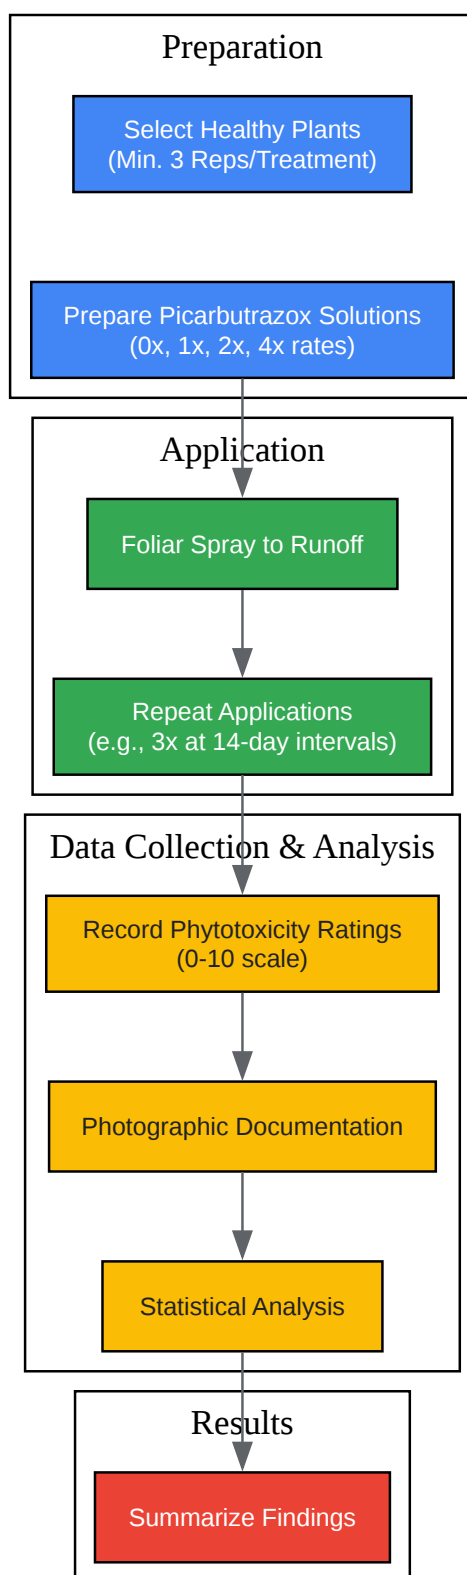 Preparation
Select Healthy Plants
(Min. 3 Reps/Treatment)
Prepare Picarbutrazox Solutions
(0x, 1x, 2x, 4x rates)
Application
Foliar Spray to Runoff
Repeat Applications
(e.g., 3x at 14-day intervals)
Data Collection & Analysis
Record Phytotoxicity Ratings
(0-10 scale)
Photographic Documentation
Statistical Analysis
Results
Summarize Findings